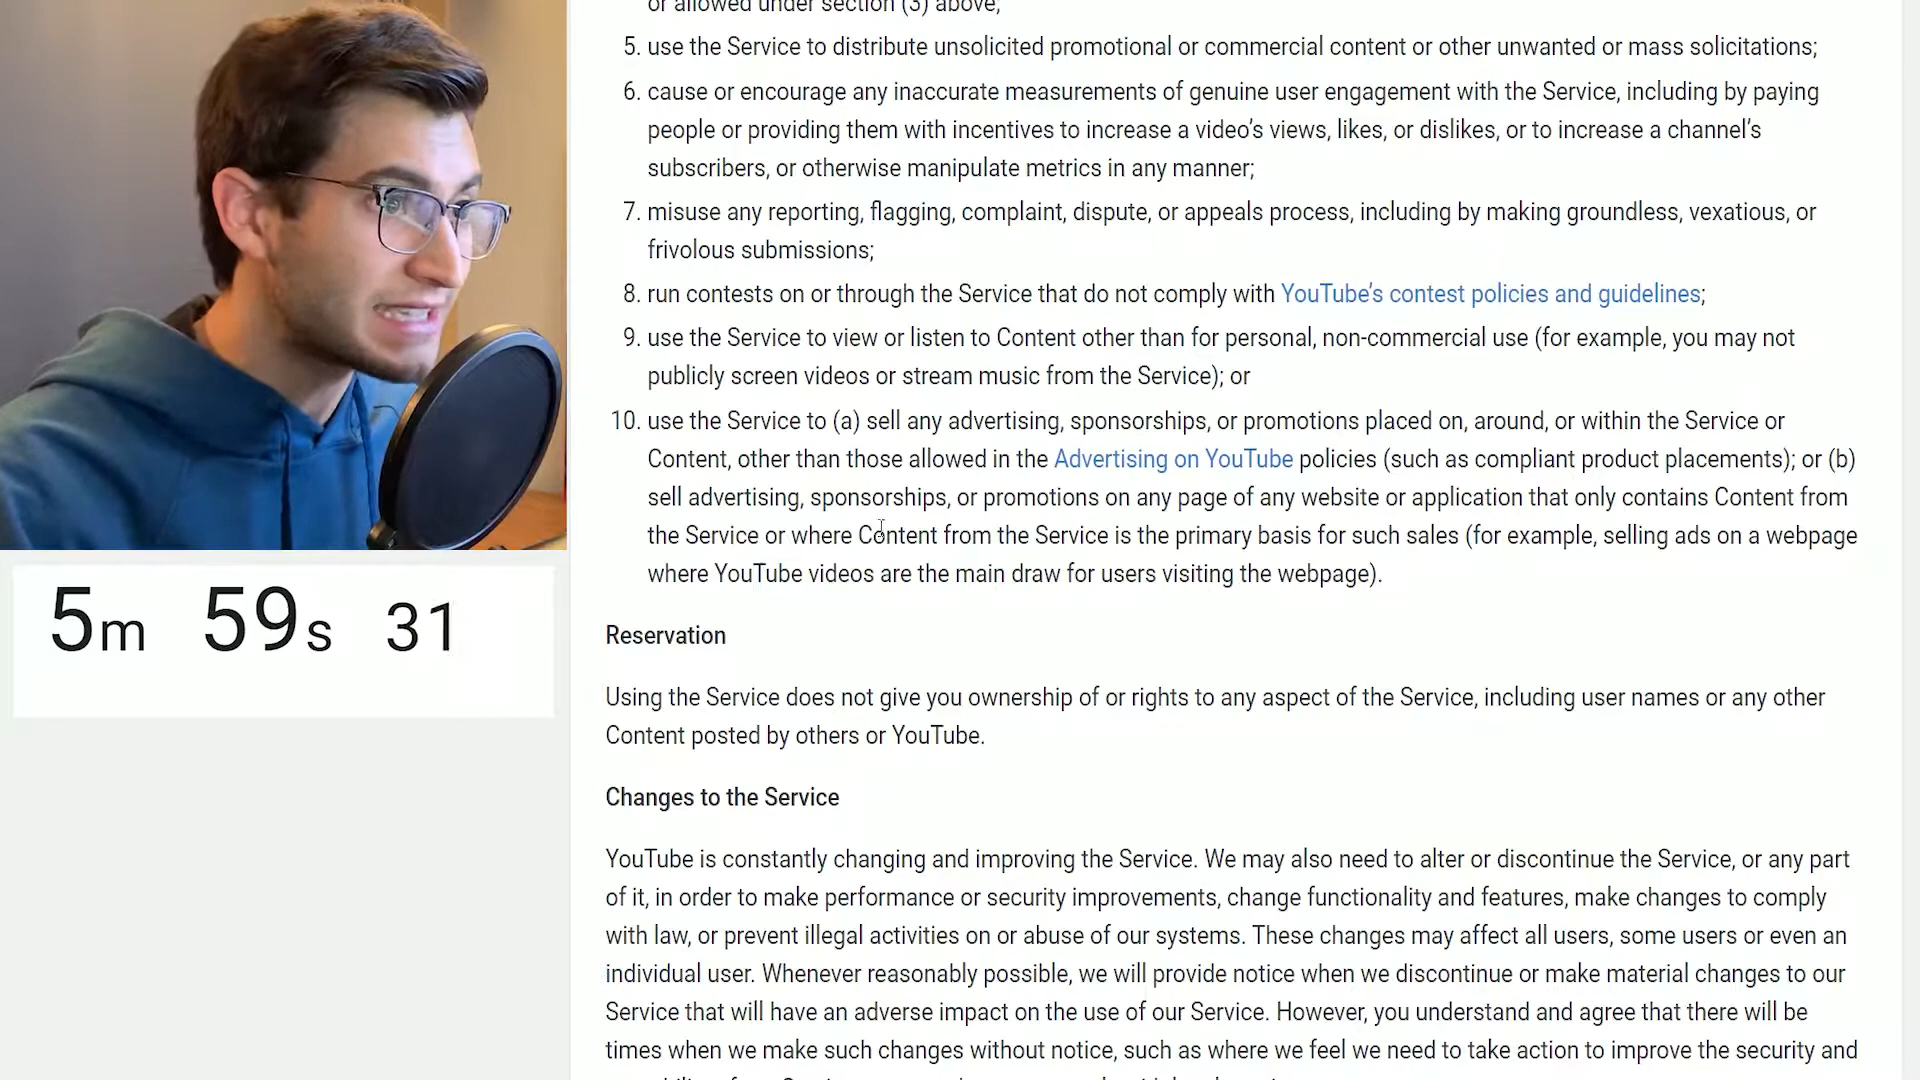 or allowed under section (3) above;
5. use the Service to distribute unsolicited promotional or commercial content or other unwanted or mass solicitations;
6. cause or encourage any inaccurate measurements of genuine user engagement with the Service, including by paying
people or providing them with incentives to increase a video’s views, likes, or dislikes, or to increase a channel’s
subscribers, or otherwise manipulate metrics in any manner;
7. misuse any reporting, flagging, complaint, dispute, or appeals process, including by making groundless, vexatious, or
frivolous submissions;
8. run contests on or through the Service that do not comply with YouTube’s contest policies and guidelines;
9. use the Service to view or listen to Content other than for personal, non-commercial use (for example, you may not
publicly screen videos or stream music from the Service); or
10. use the Service to (a) sell any advertising, sponsorships, or promotions placed on, around, or within the Service or
Content, other than those allowed in the Advertising on YouTube policies (such as compliant product placements); or (b)
sell advertising, sponsorships, or promotions on any page of any website or application that only contains Content from
the Service or where Content from the Service is the primary basis for such sales (for example, selling ads on a webpage
where YouTube videos are the main draw for users visiting the webpage).
5m 59s 31
Reservation
Using the Service does not give you ownership of or rights to any aspect of the Service, including user names or any other
Content posted by others or YouTube.
Changes to the Service
YouTube is constantly changing and improving the Service. We may also need to alter or discontinue the Service, or any part
of it, in order to make performance or security improvements, change functionality and features, make changes to comply
with law, or prevent illegal activities on or abuse of our systems. These changes may affect all users, some users or even an
individual user. Whenever reasonably possible, we will provide notice when we discontinue or make material changes to our
Service that will have an adverse impact on the use of our Service. However, you understand and agree that there will be
times when we make such changes without notice, such as where we feel we need to take action to improve the security and